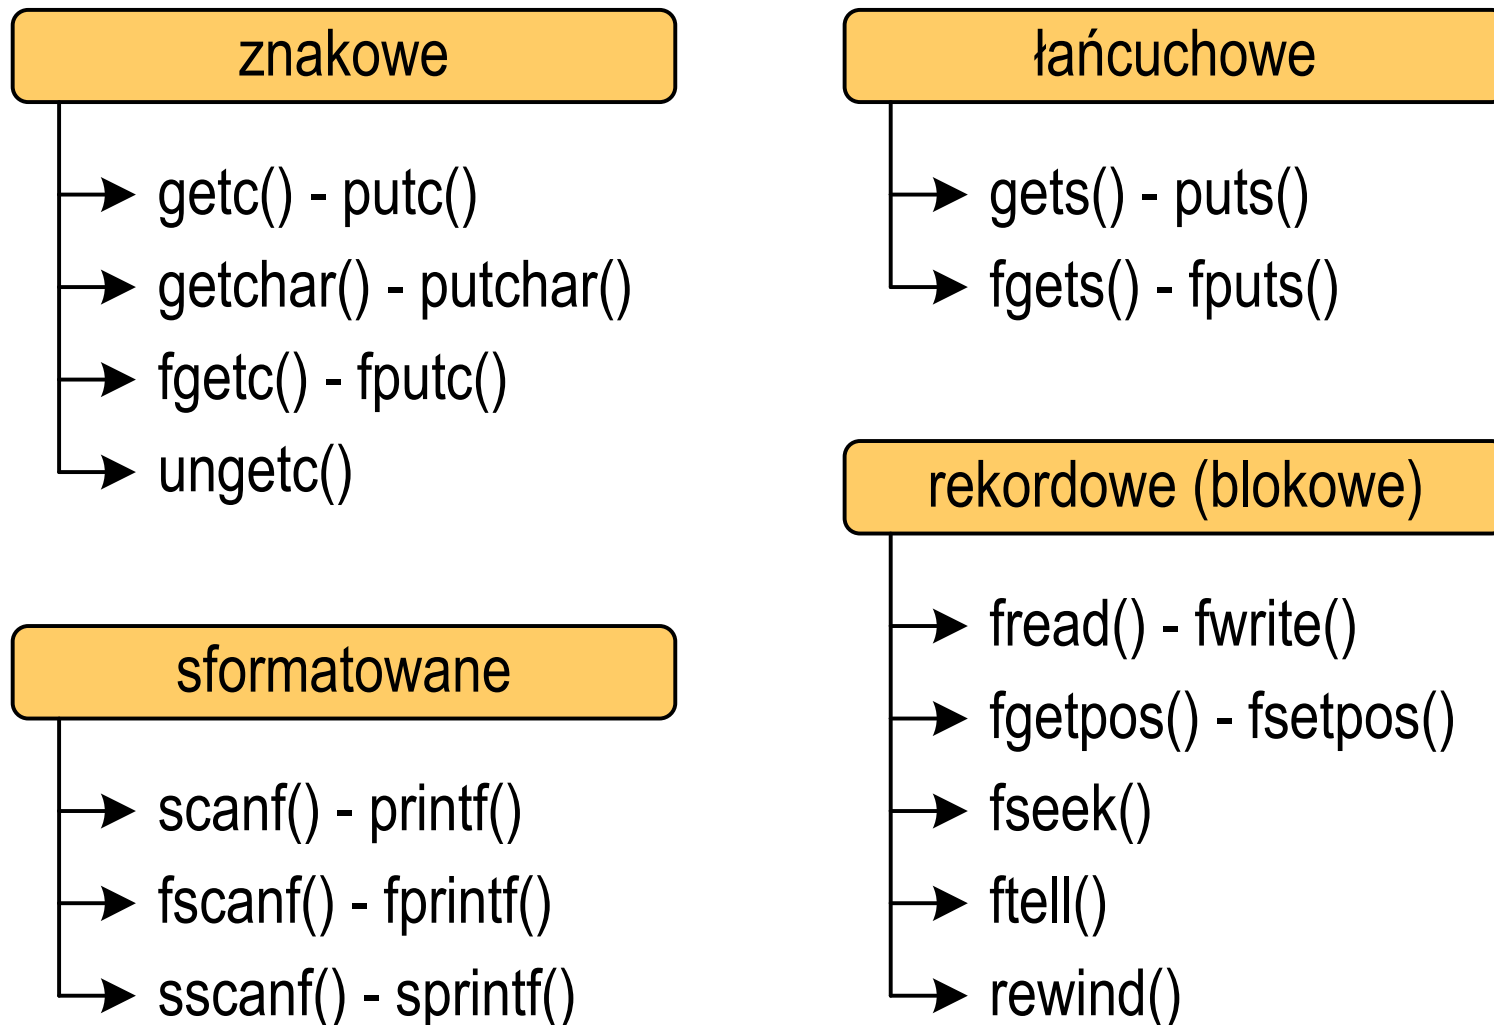 znakowe
getc() - putc()
getchar() - putchar()
fgetc() - fputc()
ungetc()
sformatowane
scanf() - printf()
fscanf() - fprintf()
sscanf() - sprintf()
łańcuchowe
gets() - puts()
fgets() - fputs()
rekordowe (blokowe)
fread() - fwrite()
fgetpos() - fsetpos()
fseek()
ftell()
rewind()